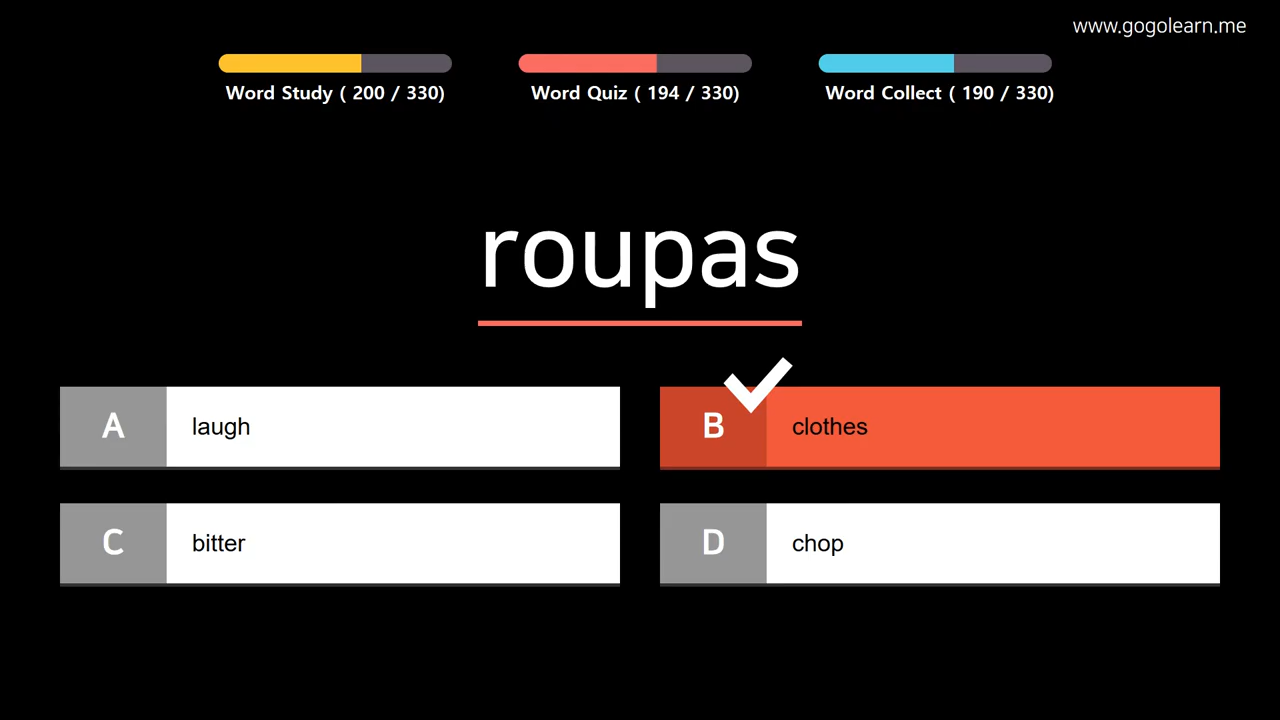 www.gogolearn.me
Word Study ( 200 / 330)
Word Quiz ( 194 / 330)
Word Collect ( 190 / 330)
roupas
A laugh
B clothes
C bitter
D chop